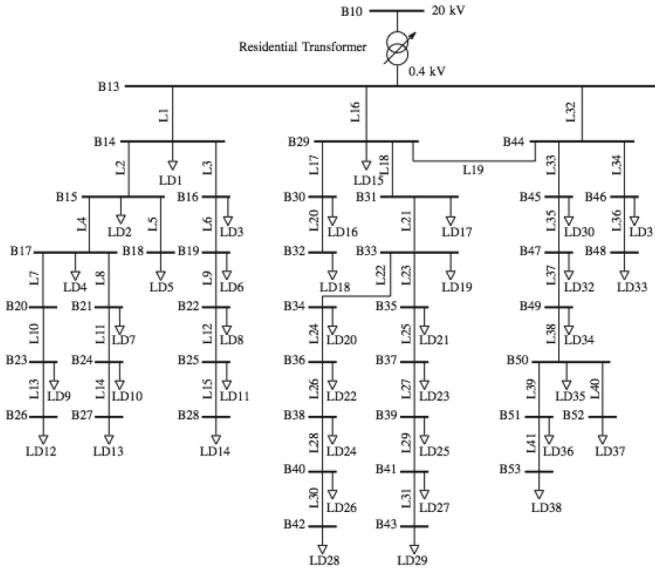 B10 20 kV
Residential Transformer
0.4 kV
B13
L1 L16 L32
B14 B29 B44
L2 L3 L17 L18 L19 L33 L34
LD1 LD15
B15 B16 B30 B31 B45 B46
L4 L5 L6 L20 L21 L35 L36
LD2 LD3 LD16 LD17 LD30 LD3
B17 B18 B19 B32 B33 B47 B48
L7 L8 L9 L22 L23 L37
LD4 LD5 LD6 LD18 LD19 LD32 LD33
B20 B21 B22 B34 B35 B49
L10 L11 L12 L24 L25 L38
LD7 LD8 LD20 LD21 LD34
B23 B24 B25 B36 B37 B50
L13 L14 L15 L26 L27 L39 L40
LD9 LD10 LD11 LD22 LD23 LD35
B26 B27 B28 B38 B39 B51 B52
L28 L29 L41
LD12 LD13 LD14 LD24 LD25 LD36 LD37
B40 B41 B53
L30 L31
LD26 LD27 LD38
B42 B43
LD28 LD29